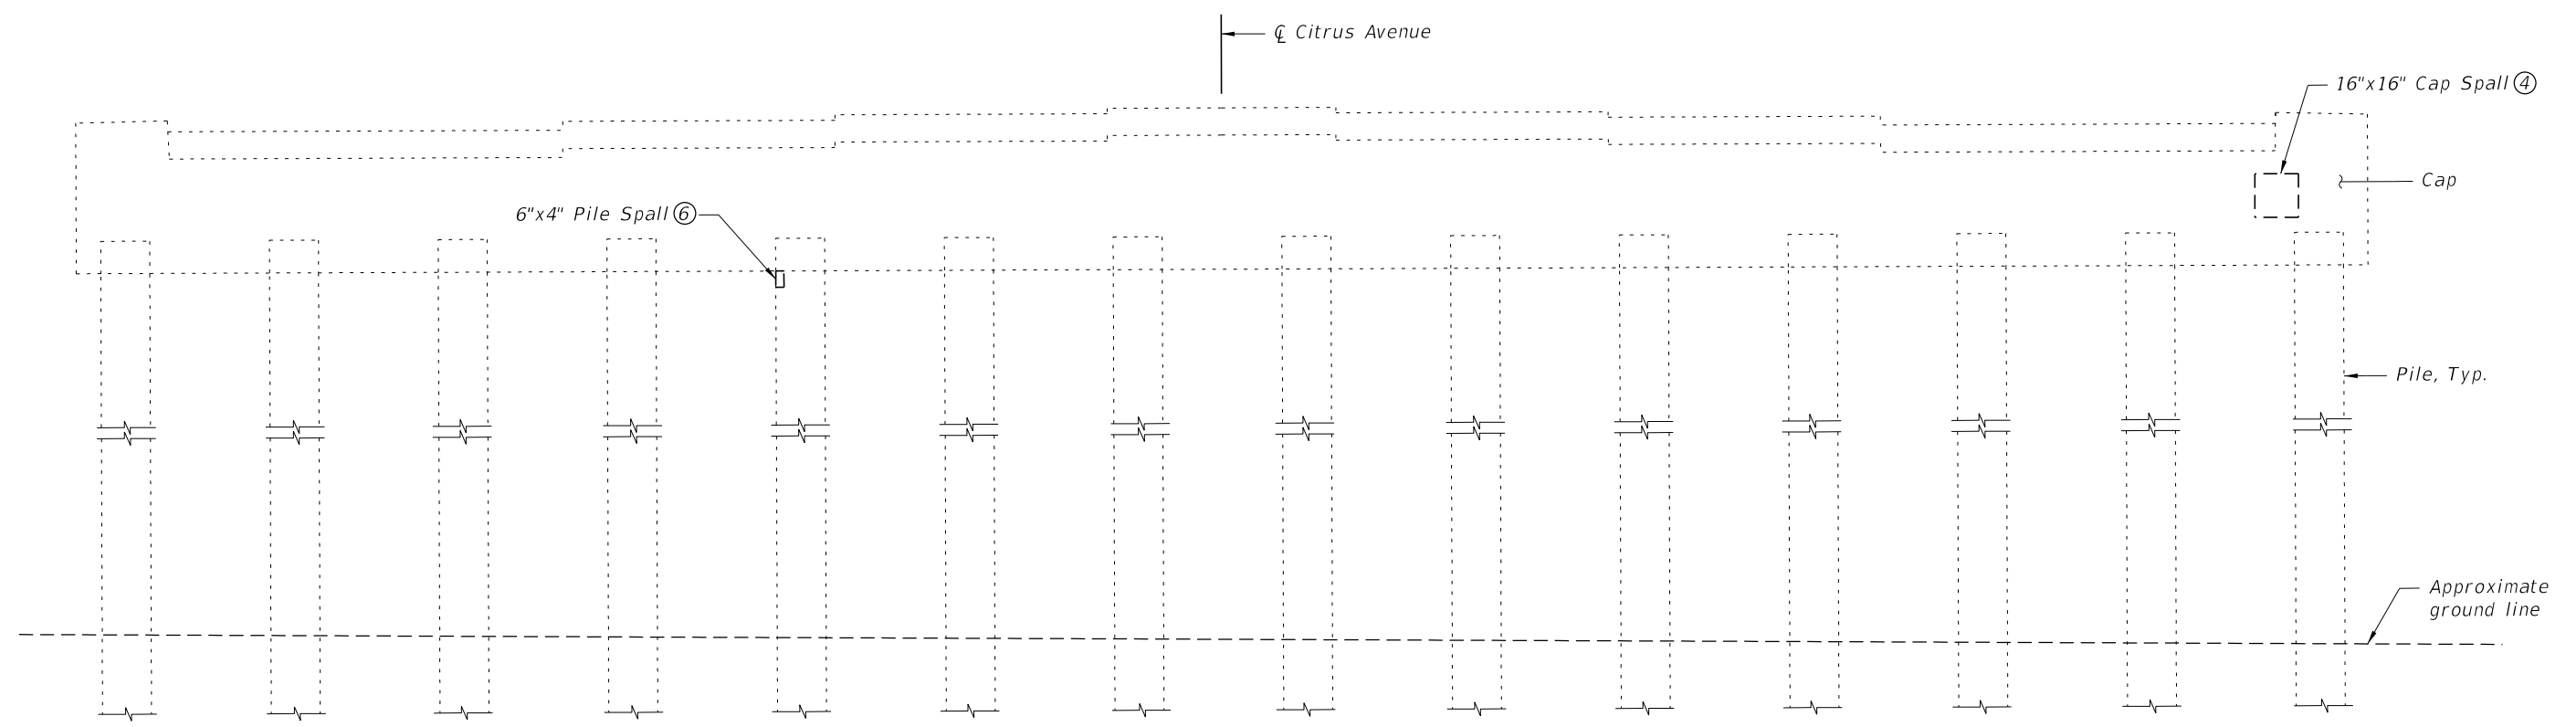 ℄ Citrus Avenue
16"x16" Cap Spall ④
Cap
6"x4" Pile Spall ⑥
Pile, Typ.
Approximate
ground line